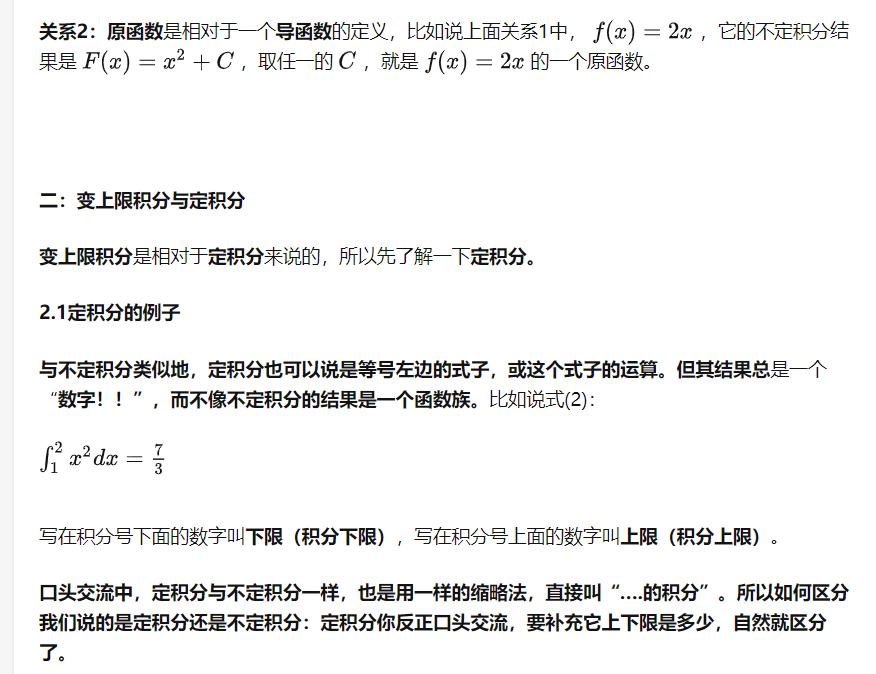 关系2：原函数是相对于一个导函数的定义，比如说上面关系1中， f(x) = 2x ，它的不定积分结
果是 F(x) = x² + C ，取任一的 C ，就是 f(x) = 2x 的一个原函数。
二：变上限积分与定积分
变上限积分是相对于定积分来说的，所以先了解一下定积分。
2.1定积分的例子
与不定积分类似地，定积分也可以说是等号左边的式子，或这个式子的运算。但其结果总是一个
“数字！！”，而不像不定积分的结果是一个函数族。比如说式(2)：
∫₁² x²dx = 7/3
写在积分号下面的数字叫下限（积分下限），写在积分号上面的数字叫上限（积分上限）。
口头交流中，定积分与不定积分一样，也是用一样的缩略法，直接叫“....的积分”。所以如何区分
我们说的是定积分还是不定积分：定积分你反正口头交流，要补充它上下限是多少，自然就区分
了。